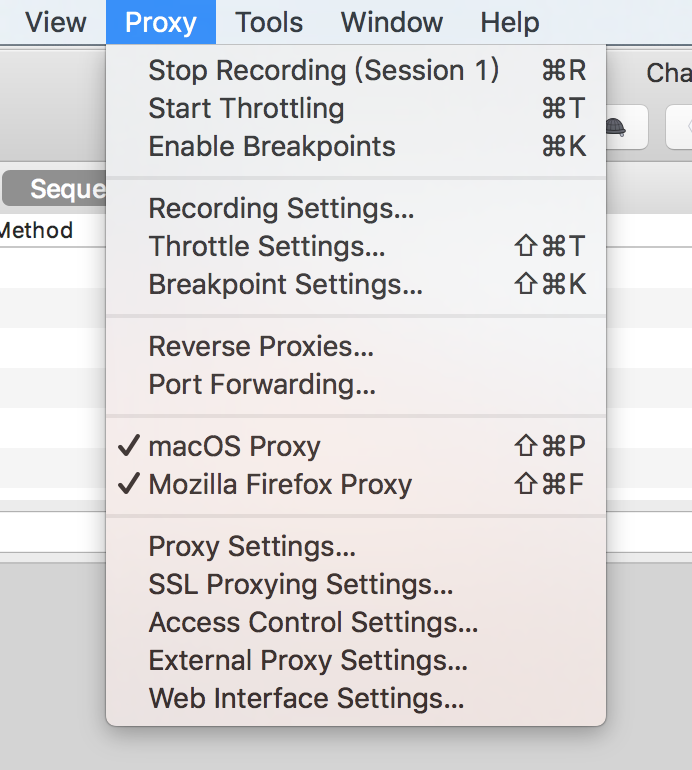 View Proxy Tools Window Help
Stop Recording (Session 1) ⌘R
Cha
Start Throttling ⌘T
Enable Breakpoints ⌘K
Seque
Recording Settings...
Method
Throttle Settings... ⇧⌘T
Breakpoint Settings... ⇧⌘K
Reverse Proxies...
Port Forwarding...
✓ macOS Proxy ⇧⌘P
✓ Mozilla Firefox Proxy ⇧⌘F
Proxy Settings...
SSL Proxying Settings...
Access Control Settings...
External Proxy Settings...
Web Interface Settings...